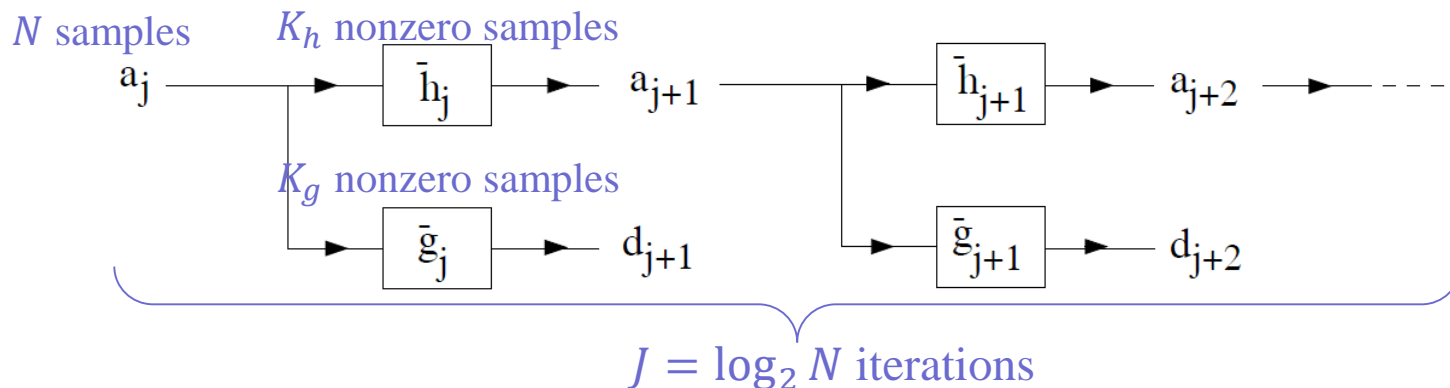 N samples K_h nonzero samples
a_j h̄_j a_{j+1} h̄_{j+1} a_{j+2}
K_g nonzero samples
ḡ_j d_{j+1} ḡ_{j+1} d_{j+2}
J = log_2 N iterations